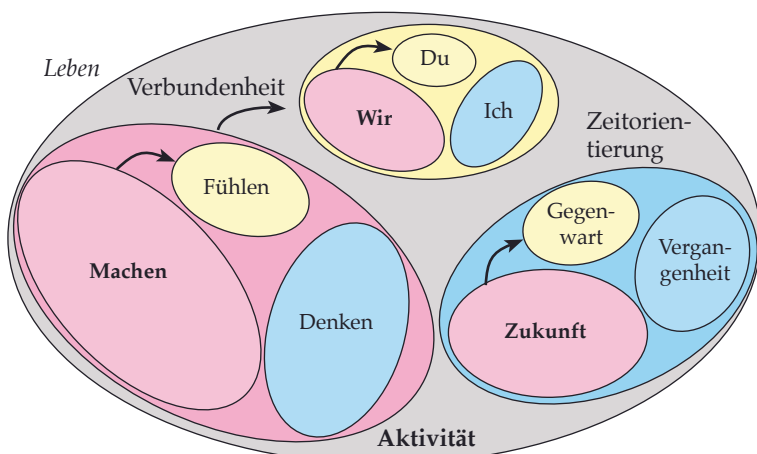 Leben
Verbundenheit
Du
Wir
Ich
Zeitorien-
tierung
Fühlen
Machen
Denken
Gegen-
wart
Vergan-
genheit
Zukunft
Aktivität